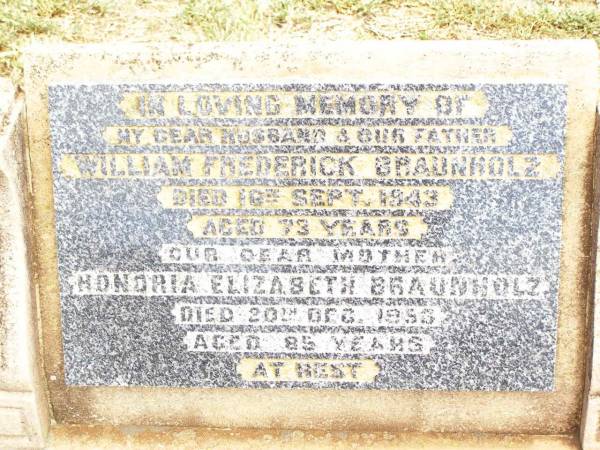 IN LOVING MEMORY OF
MY DEAR HUSBAND & OUR FATHER
WILLIAM FREDERICK BRAUNHOLZ
DIED 16TH SEPT. 1943
AGED 73 YEARS
OUR DEAR MOTHER
HONORIA ELIZABETH BRAUNHOLZ
DIED 20TH DEC. 1956
AGED 85 YEARS
AT REST